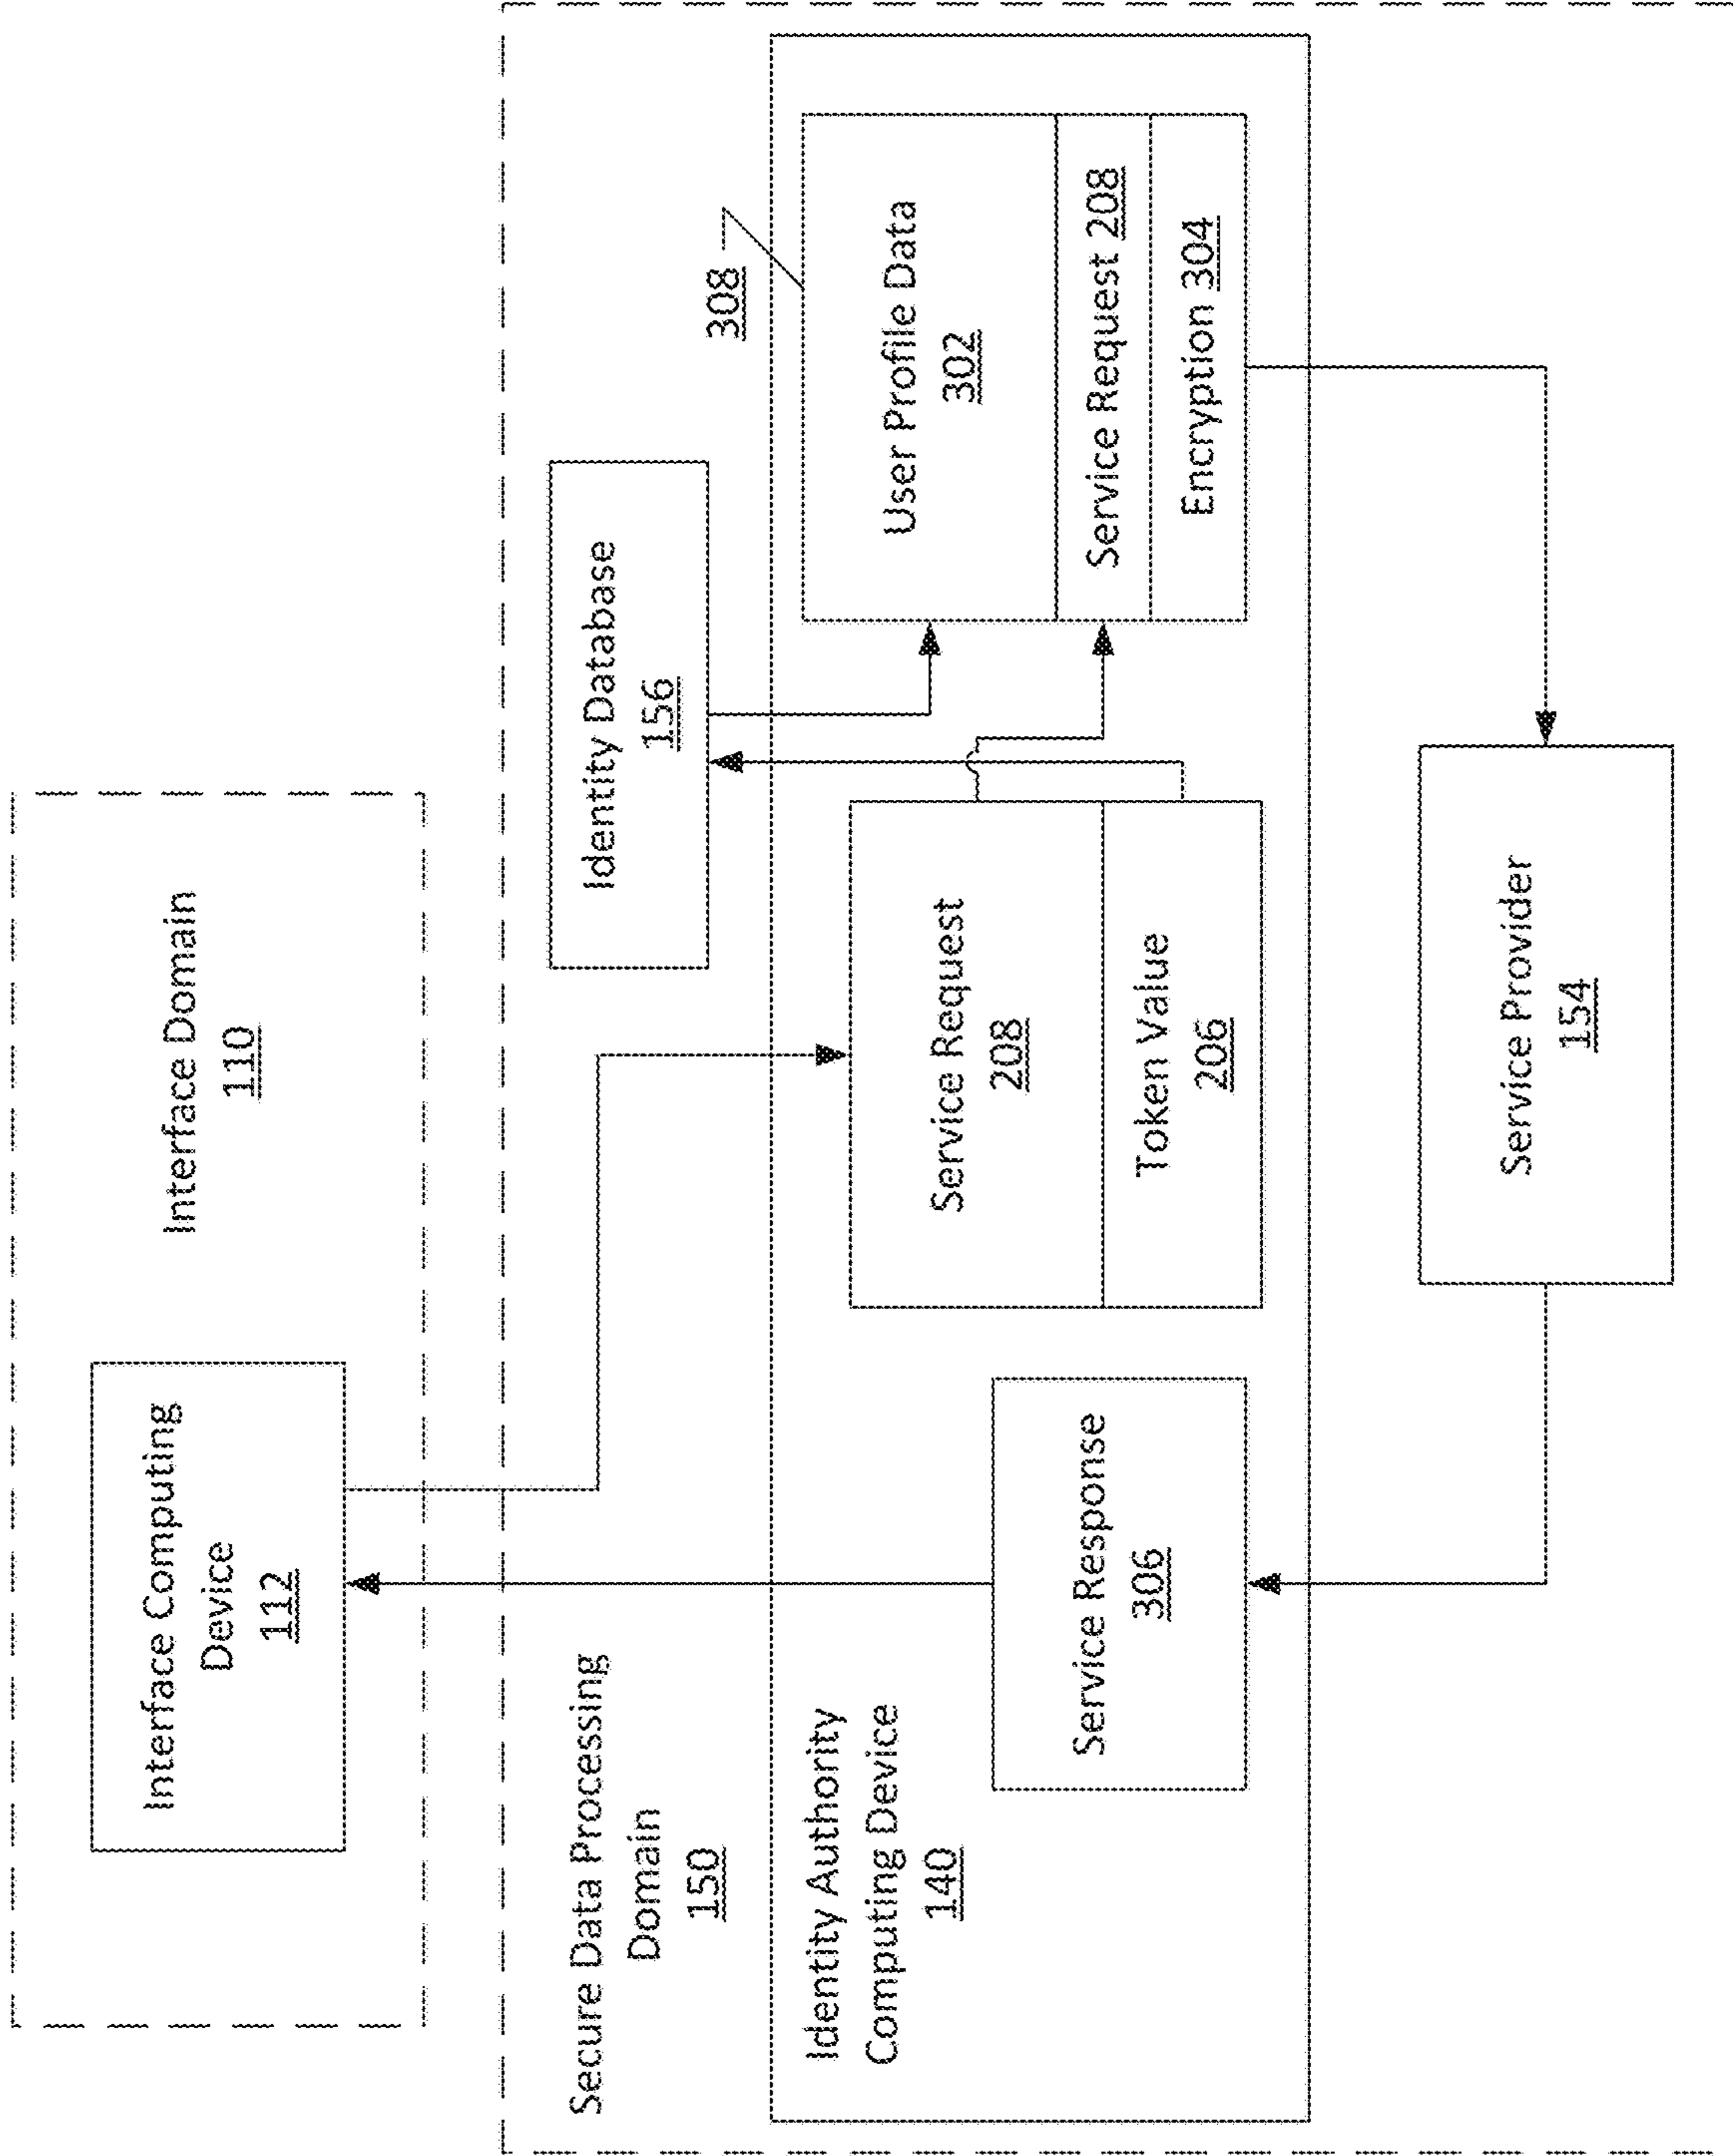 Interface Computing
Device
112
Interface Domain
110
Secure Data Processing
Domain
150
Identity Database
156
308
Identity Authority
Computing Device
140
Service Response
306
Service Request
208
Token Value
206
User Profile Data
302
Service Request 208
Encryption 304
Service Provider
154